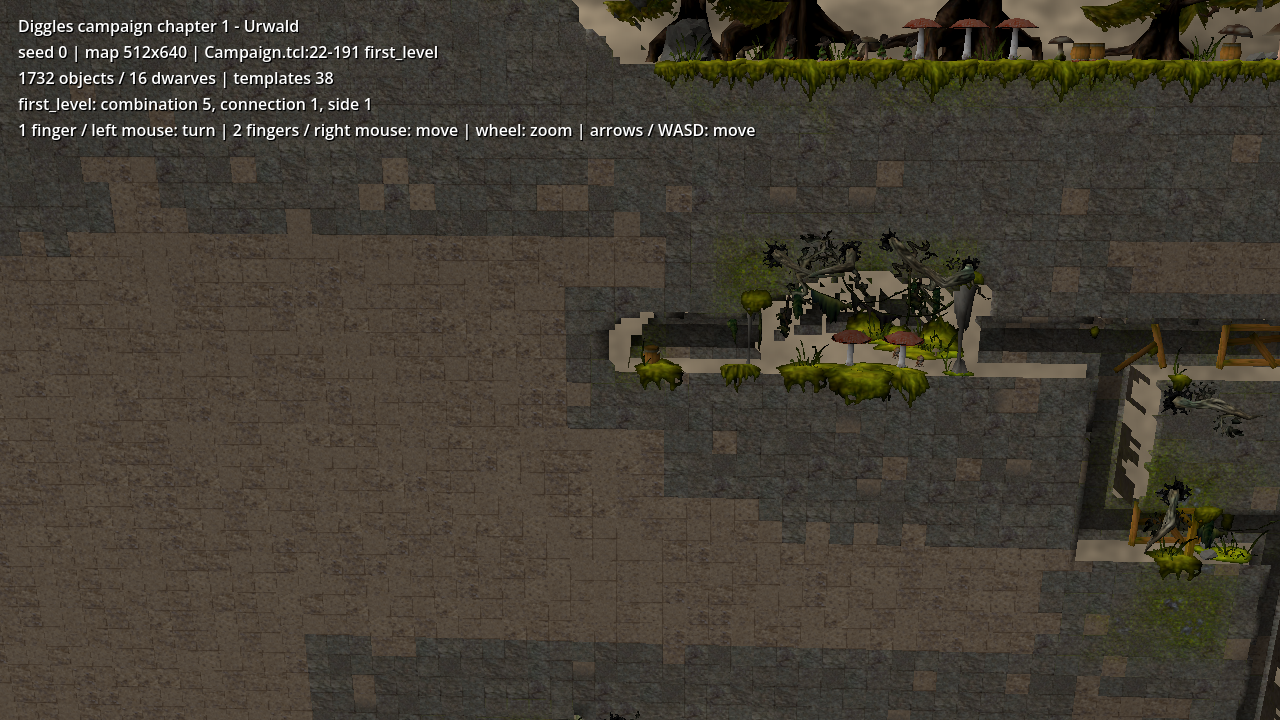 Diggles campaign chapter 1 - Urwald
seed 0 | map 512x640 | Campaign.tcl:22-191 first_level
1732 objects / 16 dwarves | templates 38
first_level: combination 5, connection 1, side 1
1 finger / left mouse: turn | 2 fingers / right mouse: move | wheel: zoom | arrows / WASD: move